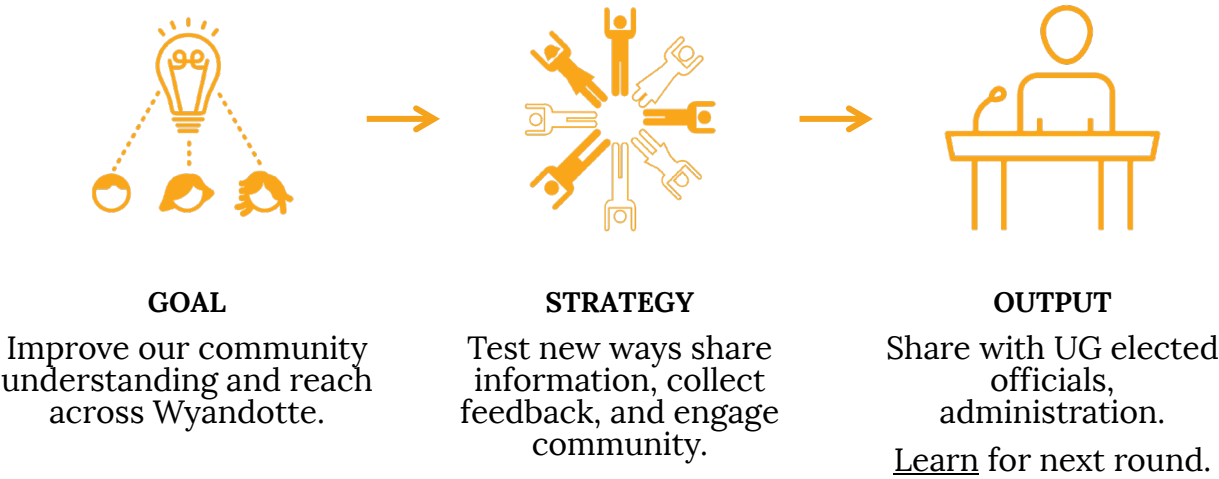 GOAL
Improve our community
understanding and reach
across Wyandotte.
STRATEGY
Test new ways share
information, collect
feedback, and engage
community.
OUTPUT
Share with UG elected
officials,
administration.
Learn for next round.